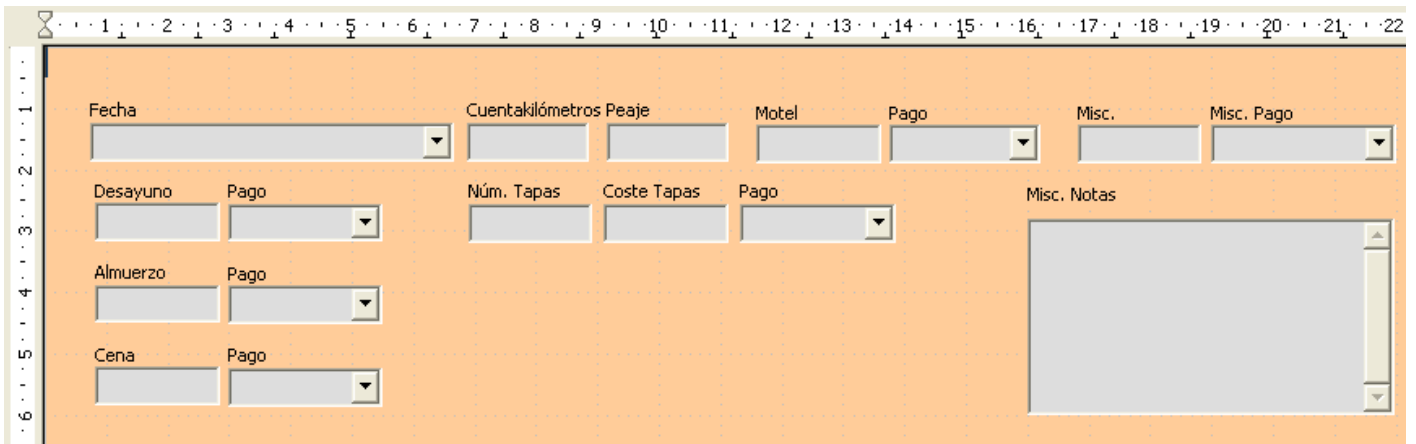 1 2 3 4 5 6 7 8 9 10 11 12 13 14 15 16 17 18 19 20 21 22
Fecha Cuentakilómetros Peaje Motel Pago Misc. Misc. Pago
1
2
Desayuno Pago Núm. Tapas Coste Tapas Pago Misc. Notas
3
Almuerzo Pago
4
5
Cena Pago
6